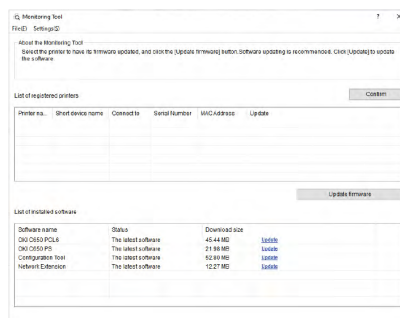 Monitoring Tool ?
File(F) Settings(S)
About the Monitoring Tool
Select the printer to have its firmware updated, and click the [Update firmware] button.Software updating is recommended. Click [Update]to update
the software
List of registered printers Confirm
Printer na.. Short device name Connect to Serial Number MAC Address Update
Update firmware
List of installed software
Software name Status Download size
OKI C650 PCL6 The latest software 45.44 MB Update
OKI C650 PS The latest software 21.98 MB Update
Configuration Tool The latest software 52.80 MB Update
Network Extension The latest software 12.27 MB Update